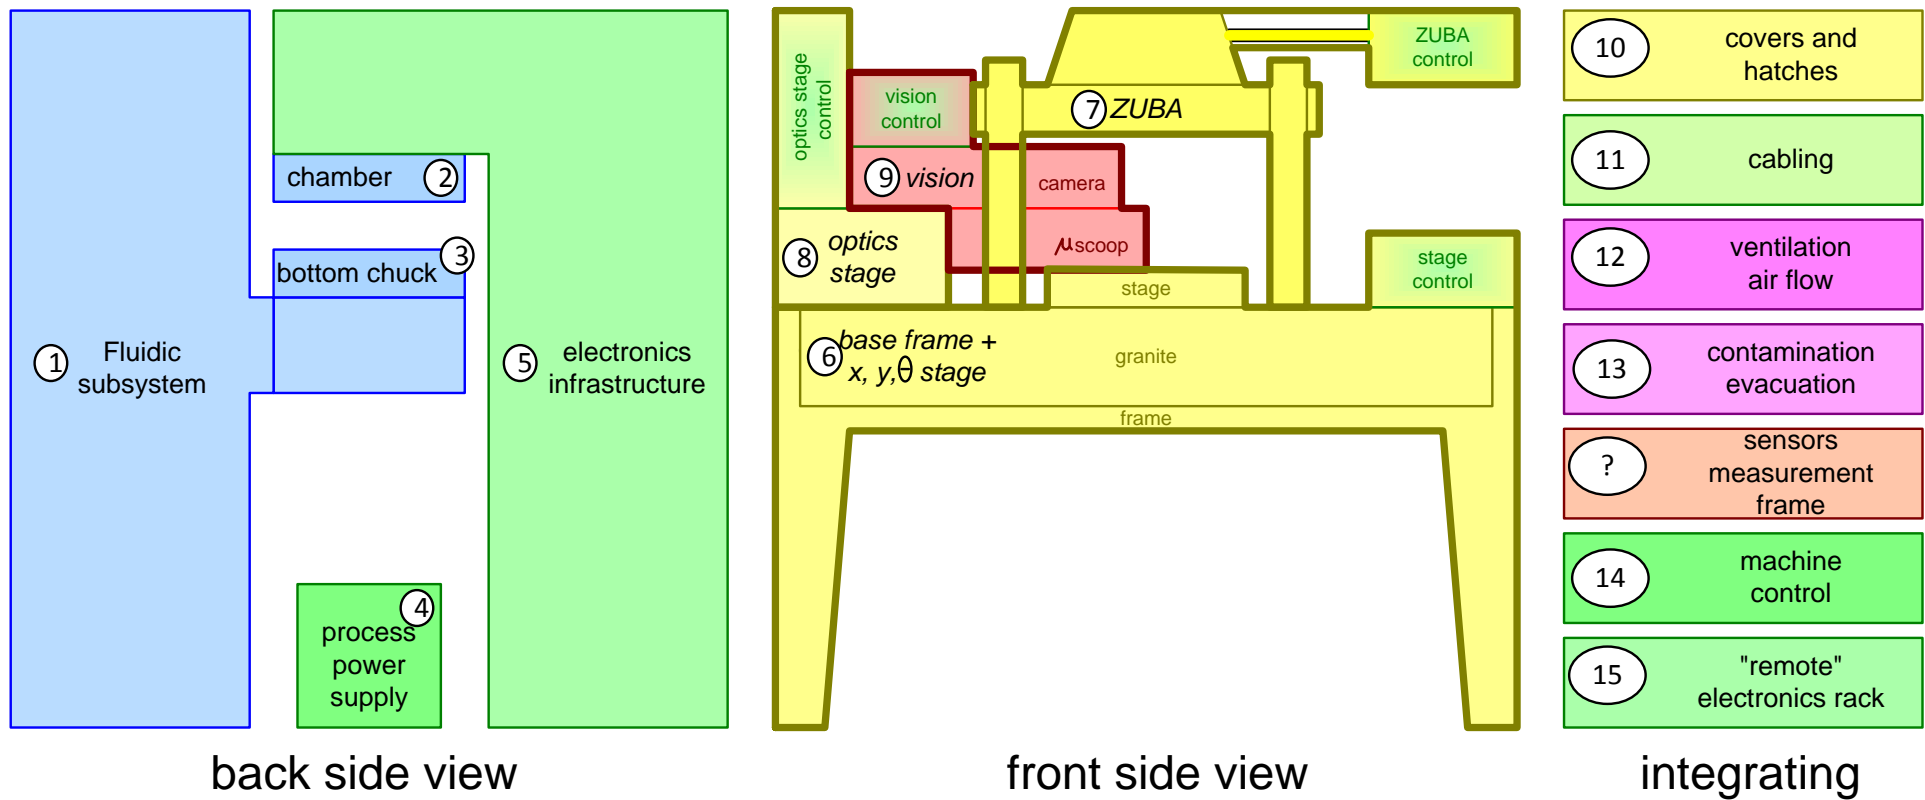 chamber
2
3
bottom chuck
1
Fluidic
subsystem
5
electronics
infrastructure
4
process
power
supply
back side view
optics stage
control
vision
control
ZUBA
control
7 ZUBA
9 vision
camera
μscoop
8 optics
stage
stage
stage
control
6 base frame +
x, y,θ stage
granite
frame
front side view
10
covers and
hatches
11
cabling
12
ventilation
air flow
13
contamination
evacuation
?
sensors
measurement
frame
14
machine
control
15
"remote"
electronics rack
integrating